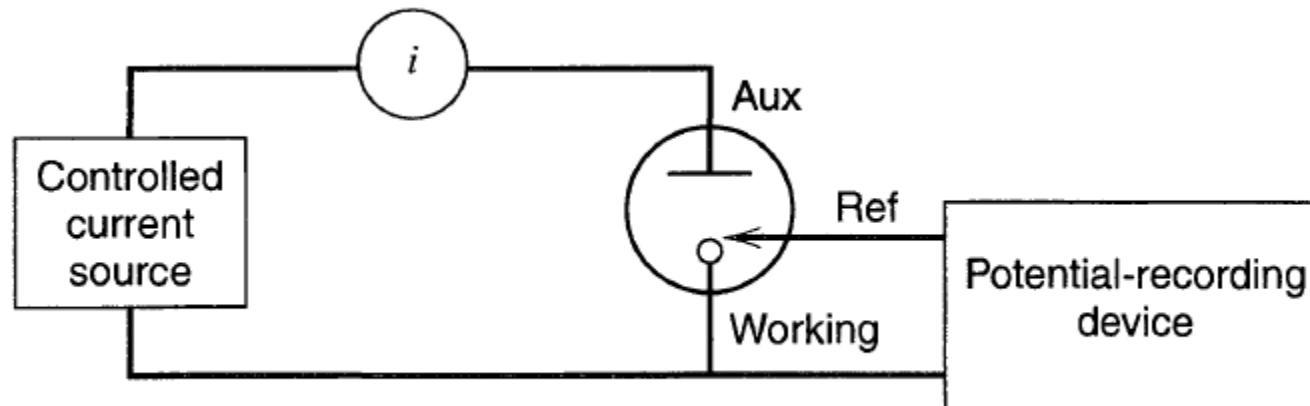 i
Aux
Controlled
current
source
Ref
Potential-recording
device
Working